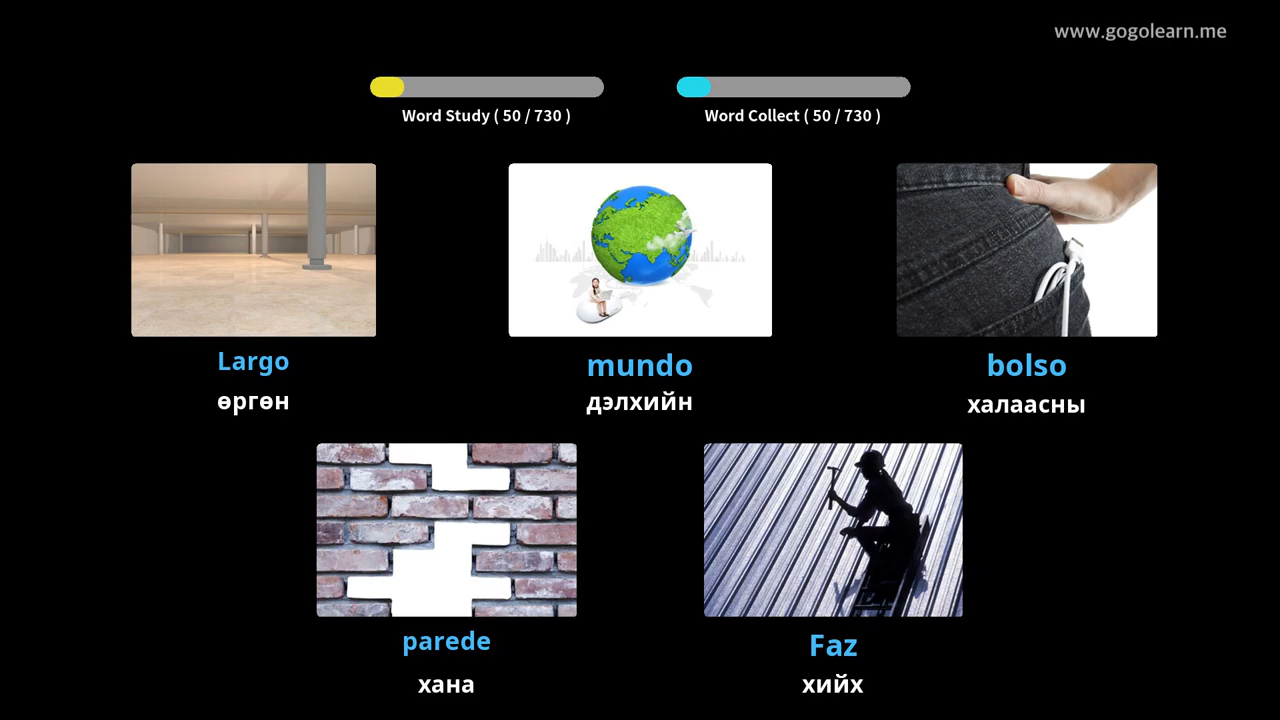 www.gogolearn.me
Word Study ( 50 / 730 )
Word Collect ( 50 / 730 )
Largo
өргөн
mundo
дэлхийн
bolso
халаасны
parede
хана
Faz
хийх